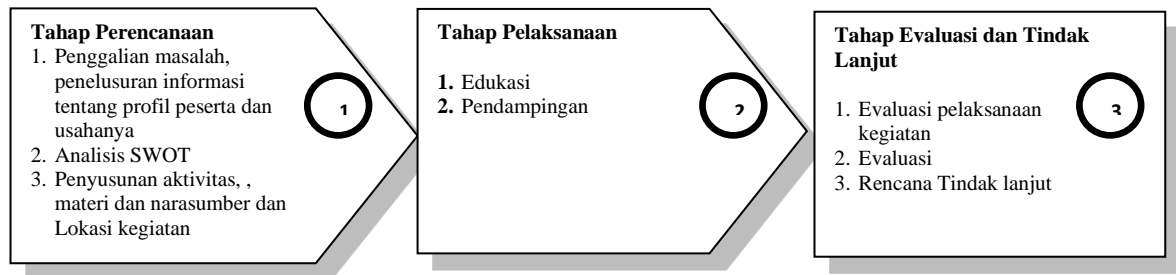 Tahap Perencanaan
1. Penggalian masalah,
penelusuran informasi
tentang profil peserta dan
usahanya
2. Analisis SWOT
3. Penyusunan aktivitas, ,
materi dan narasumber dan
Lokasi kegiatan
1
Tahap Pelaksanaan
1. Edukasi
2. Pendampingan
2
Tahap Evaluasi dan Tindak
Lanjut
1. Evaluasi pelaksanaan
kegiatan
2. Evaluasi
3. Rencana Tindak lanjut
3